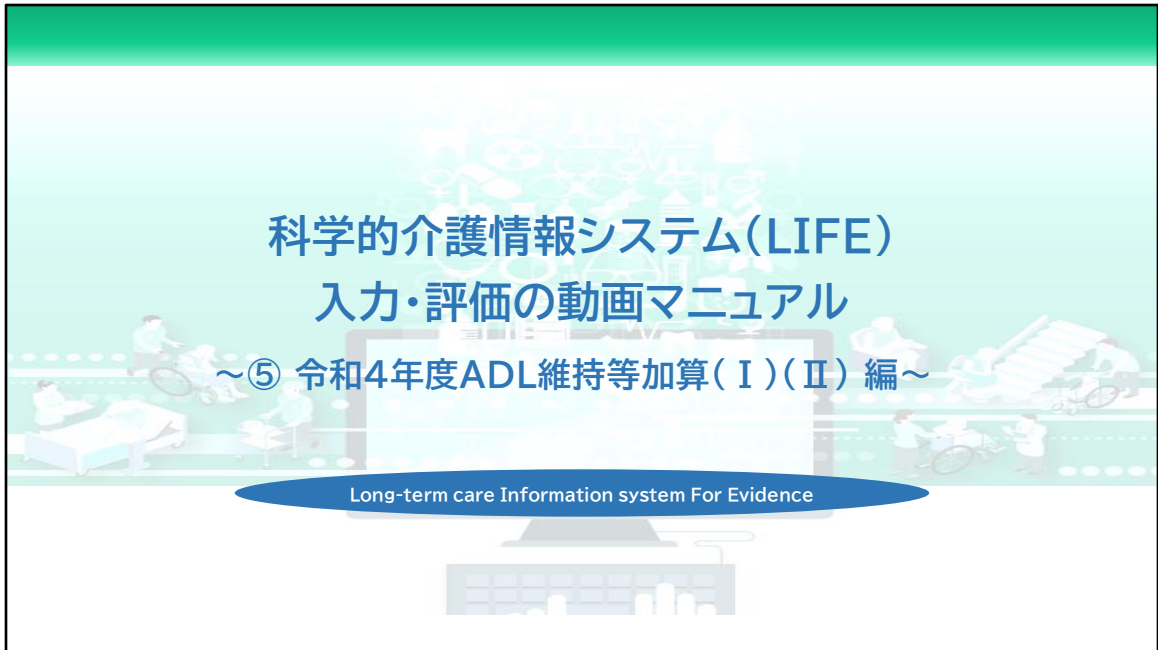 科学的介護情報システム(LIFE)
入力・評価の動画マニュアル
~⑤ 令和4年度ADL維持等加算(Ⅰ)(Ⅱ) 編~
Long-term care Information system For Evidence